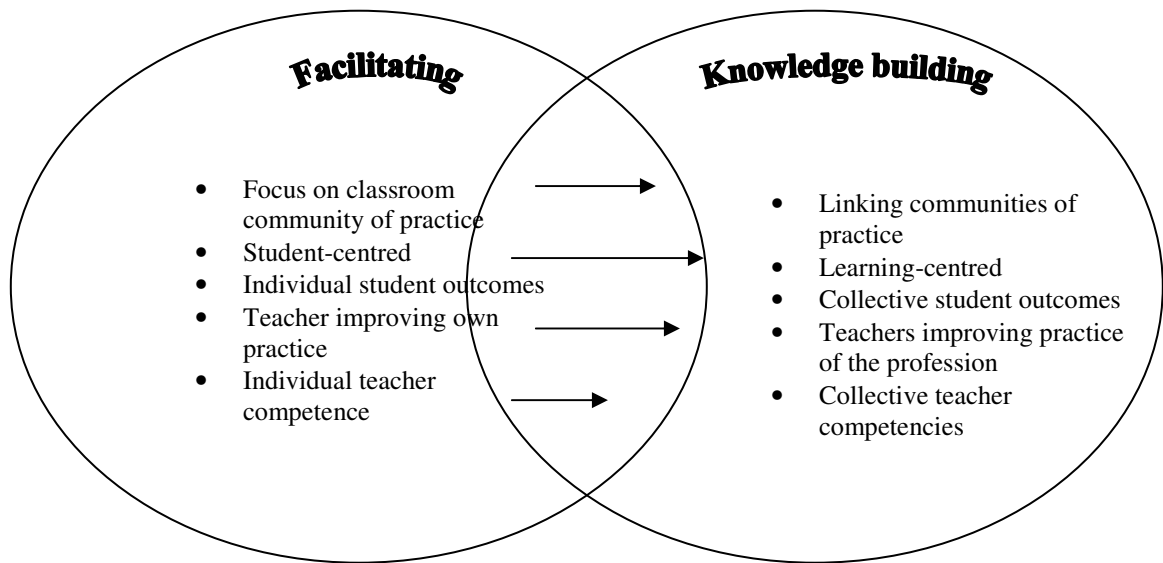 Facilitating
• Focus on classroom
community of practice
• Student-centred
• Individual student outcomes
• Teacher improving own
practice
• Individual teacher
competence
Knowledge building
• Linking communities of
practice
• Learning-centred
• Collective student outcomes
• Teachers improving practice
of the profession
• Collective teacher
competencies